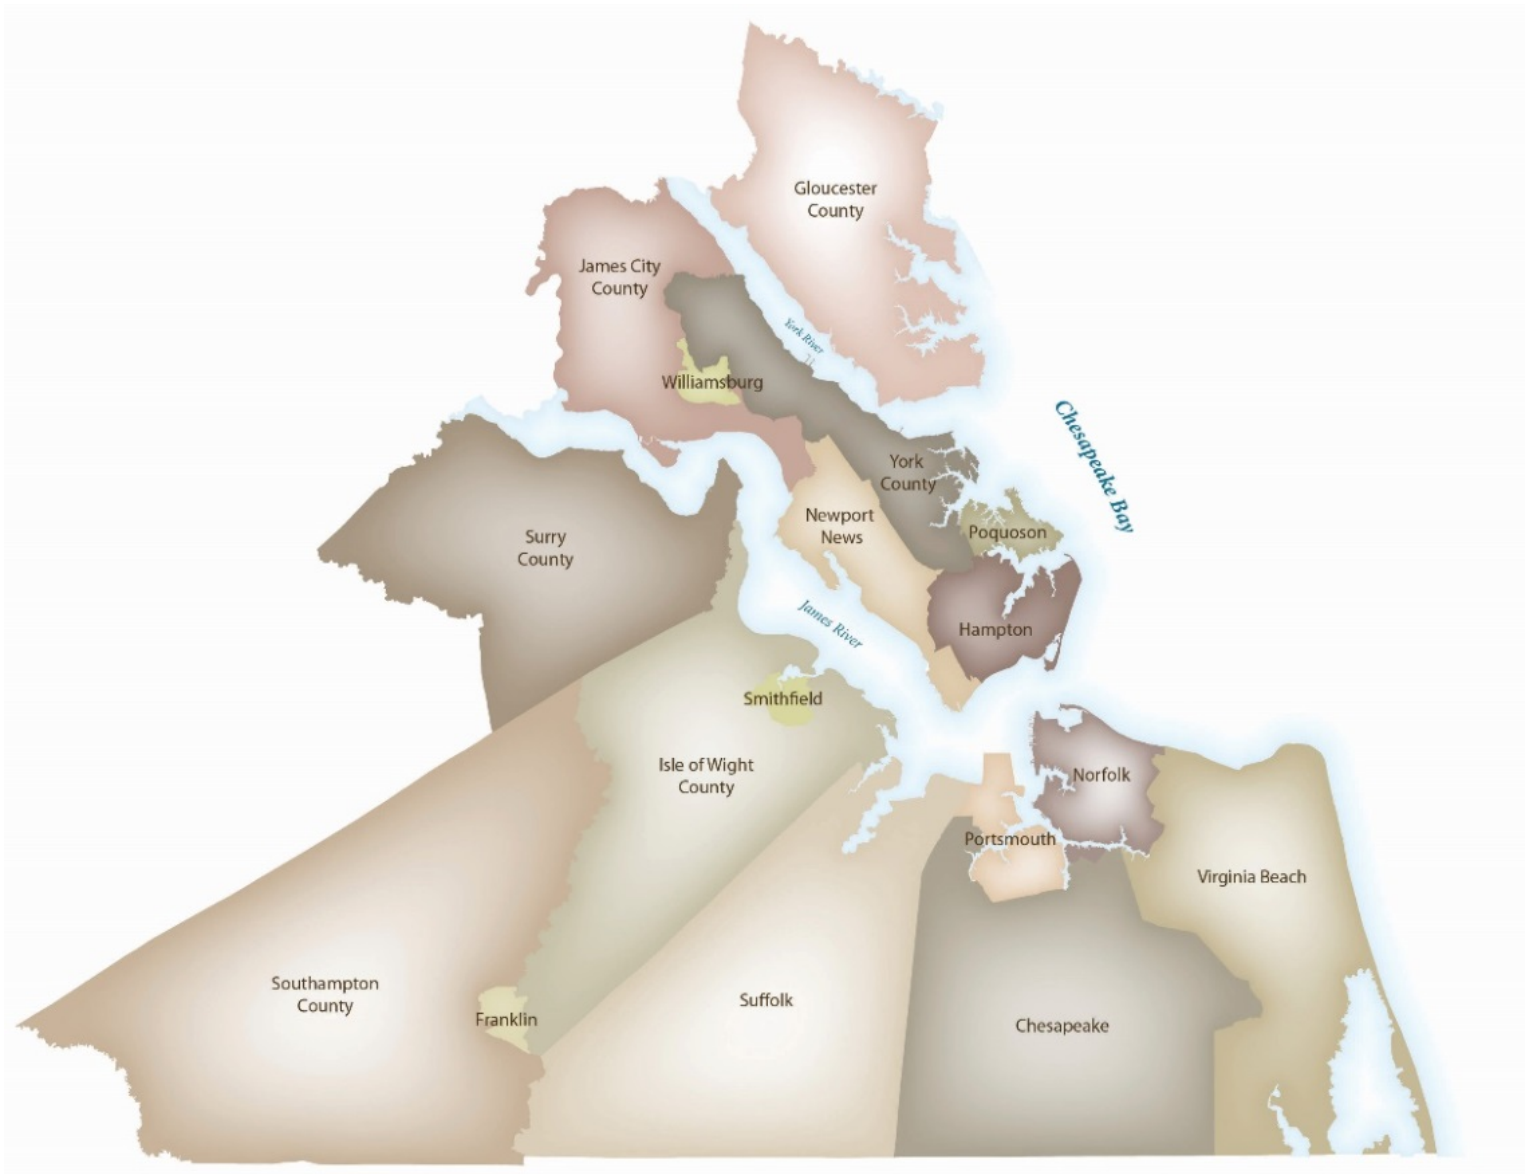 Gloucester
County
James City
County
York River
Williamsburg
Chesapeake Bay
York
County
Newport
News
Poquoson
Surry
County
James River
Hampton
Smithfield
Isle of Wight
County
Norfolk
Portsmouth
Virginia Beach
Southampton
County
Suffolk
Franklin
Chesapeake